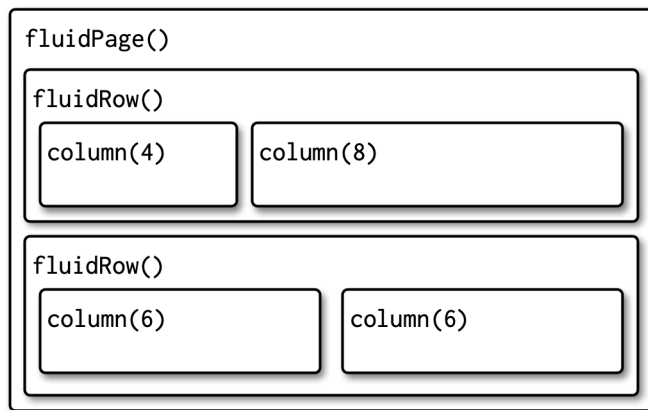 fluidPage()
fluidRow()
column(4) column(8)
fluidRow()
column(6) column(6)